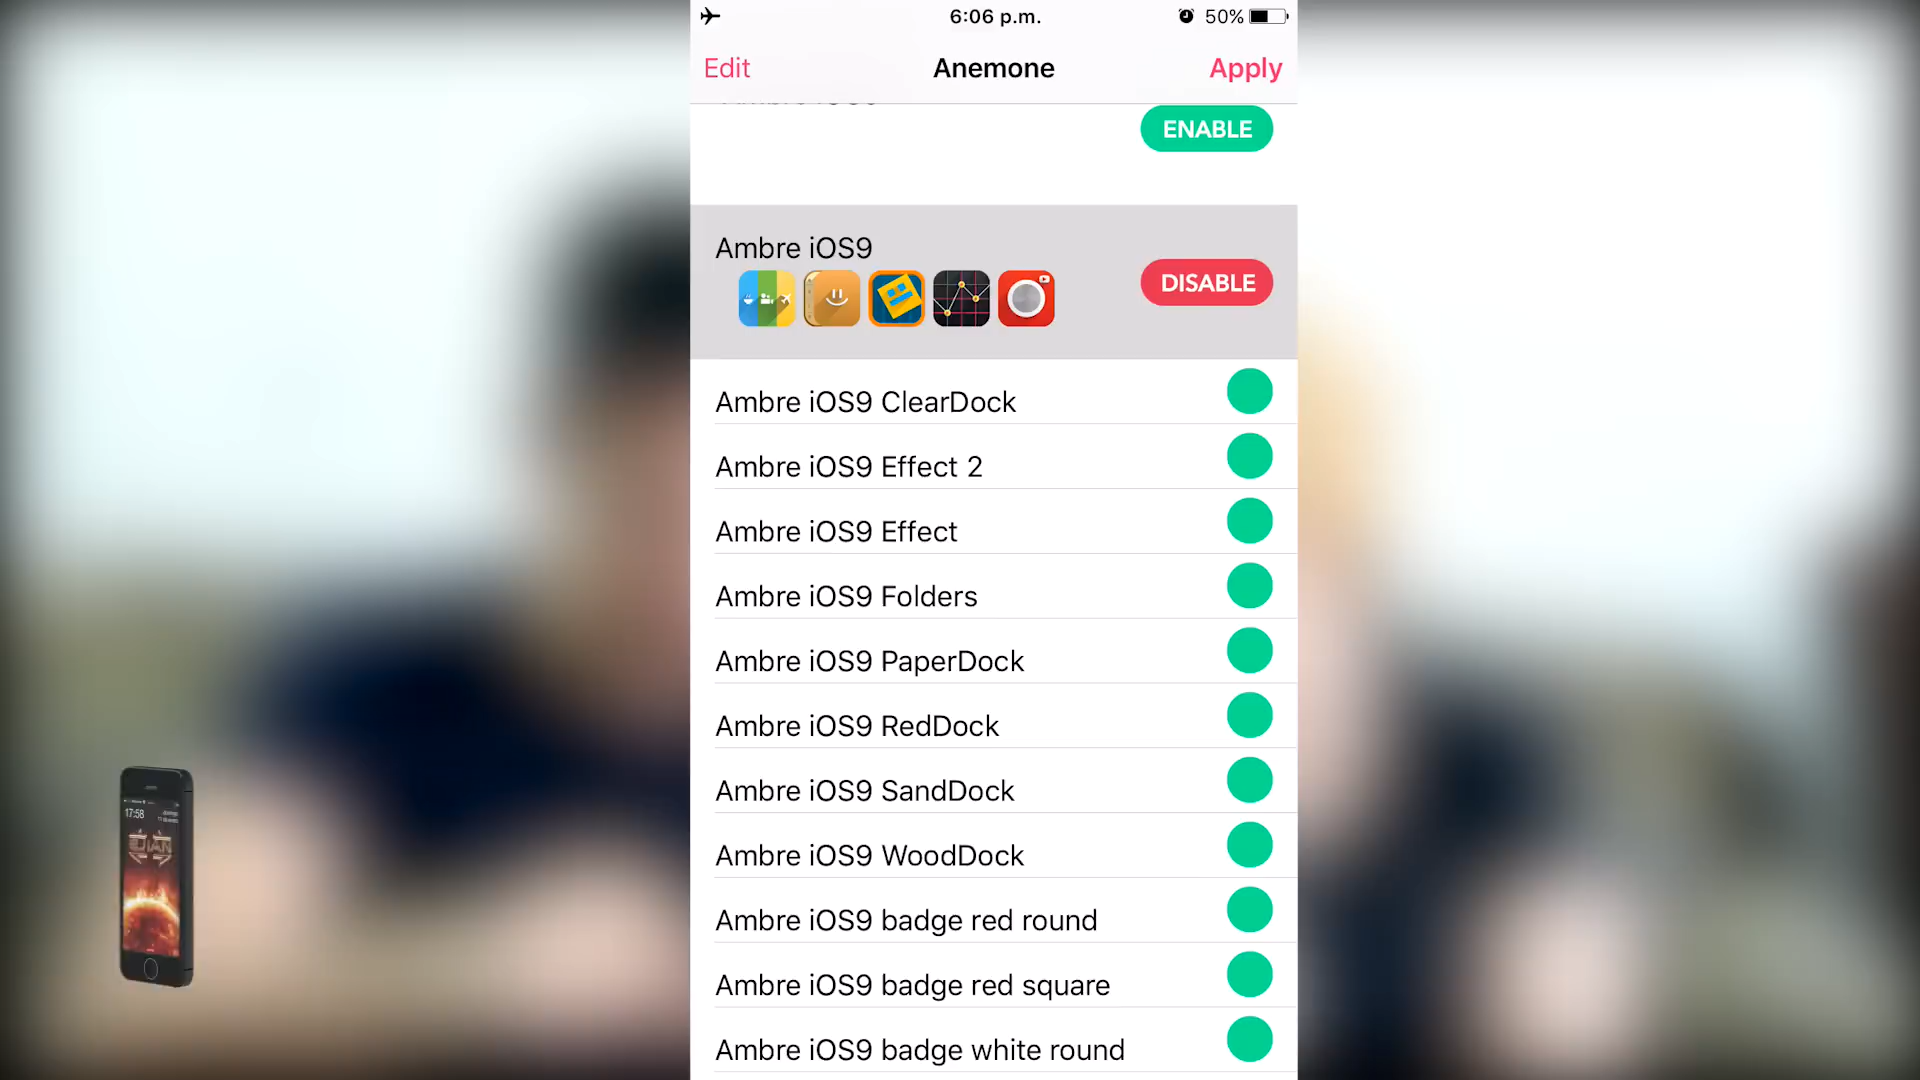 6:06 p.m.
50%
Edit
Anemone
Apply
ENABLE
Ambre iOS9
DISABLE
Ambre iOS9 ClearDock
Ambre iOS9 Effect 2
Ambre iOS9 Effect
Ambre iOS9 Folders
Ambre iOS9 PaperDock
Ambre iOS9 RedDock
Ambre iOS9 SandDock
Ambre iOS9 WoodDock
Ambre iOS9 badge red round
Ambre iOS9 badge red square
Ambre iOS9 badge white round
17:58